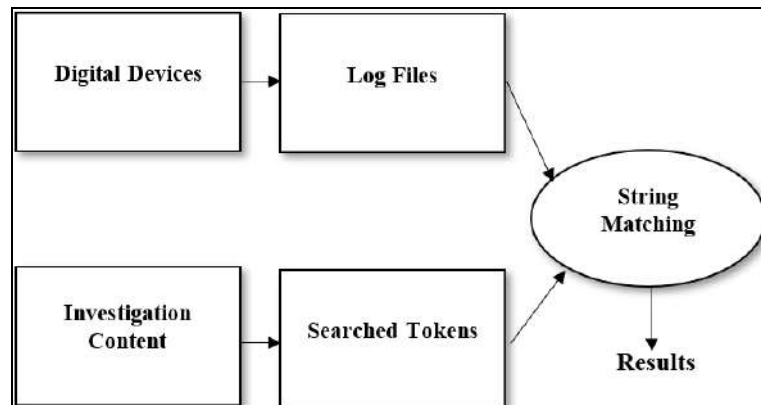 Digital Devices
Log Files
String
Matching
Investigation
Content
Searched Tokens
Results